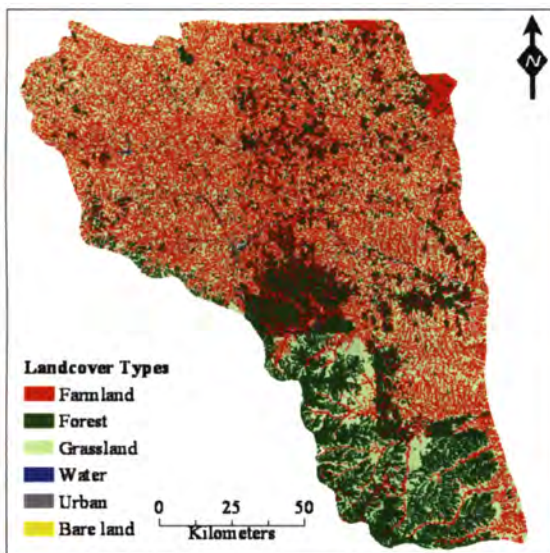 N
Landcover Types
Farmland
Forest
Grassland
Water
Urban
Bare land
0 25 50
Kilometers